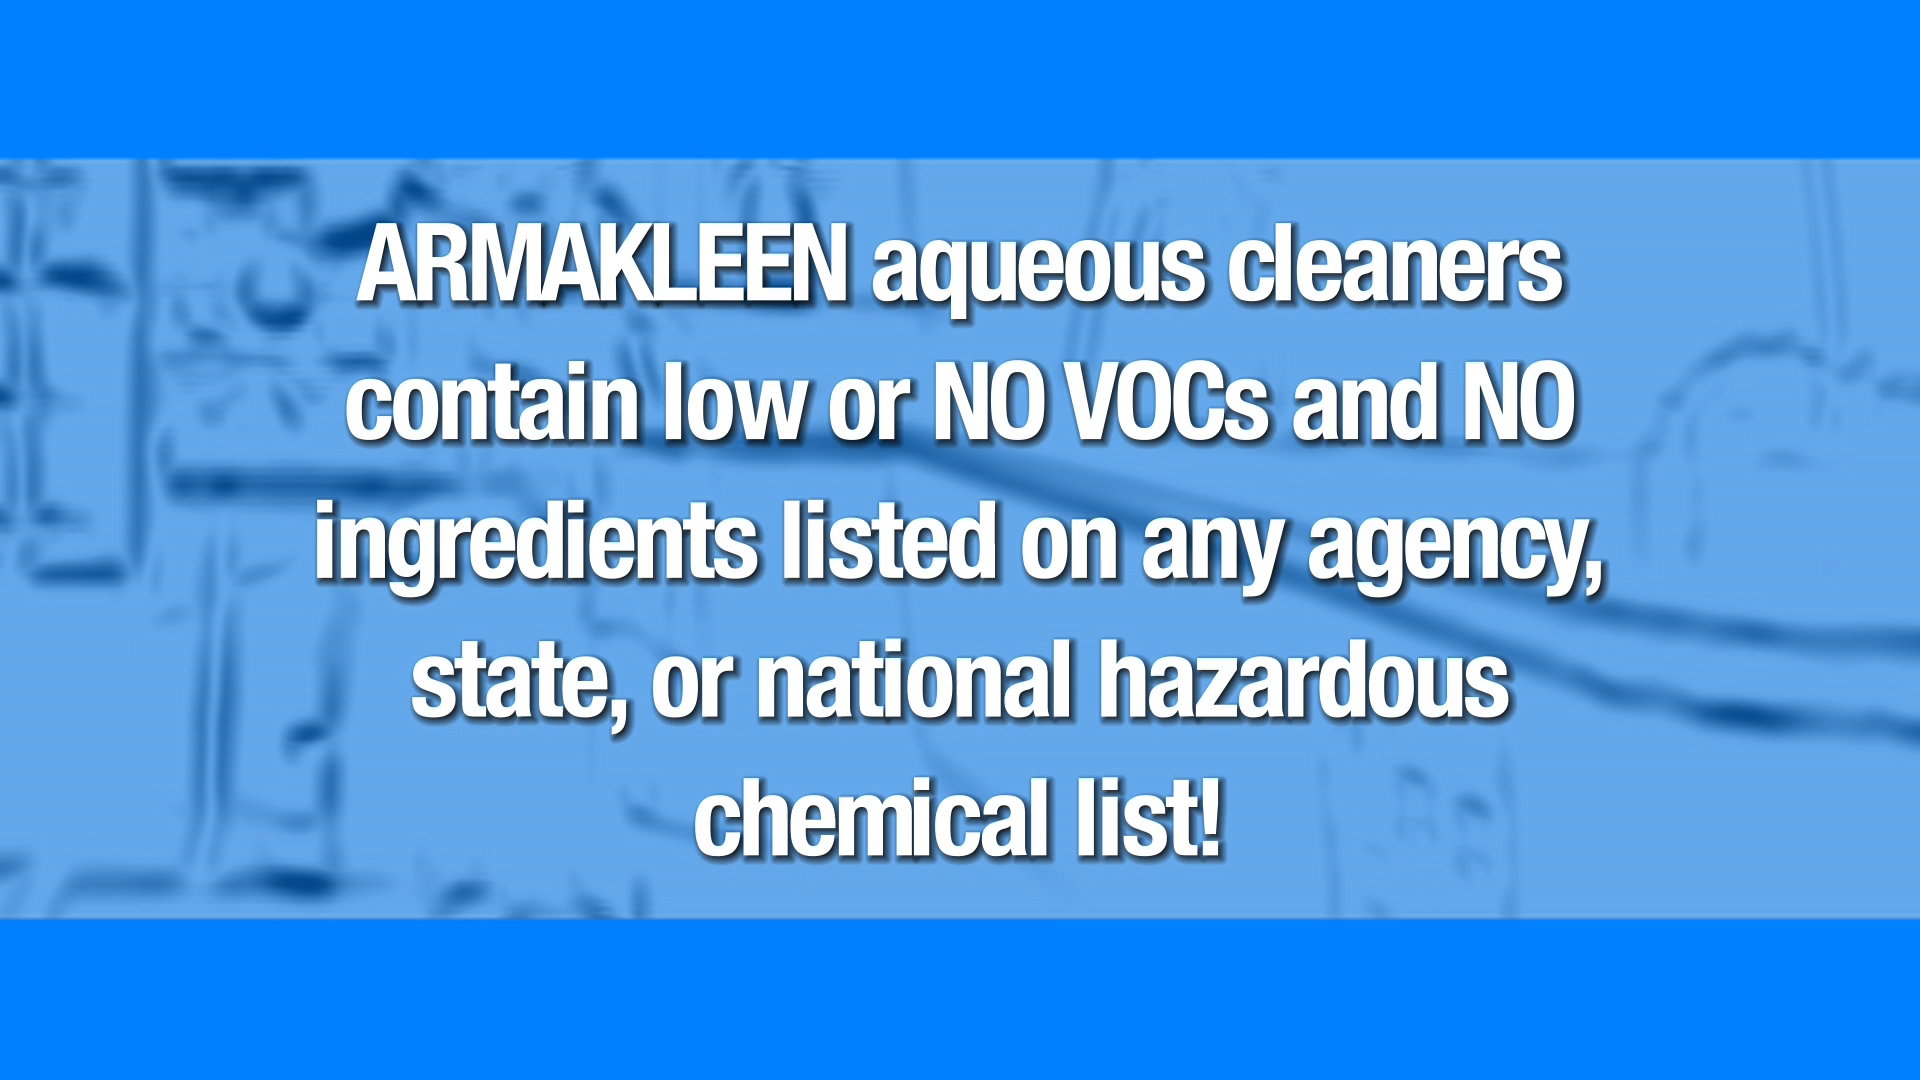 ARMAKLEEN aqueous cleaners
contain low or NO VOCs and NO
ingredients listed on any agency,
state, or national hazardous
chemical list!